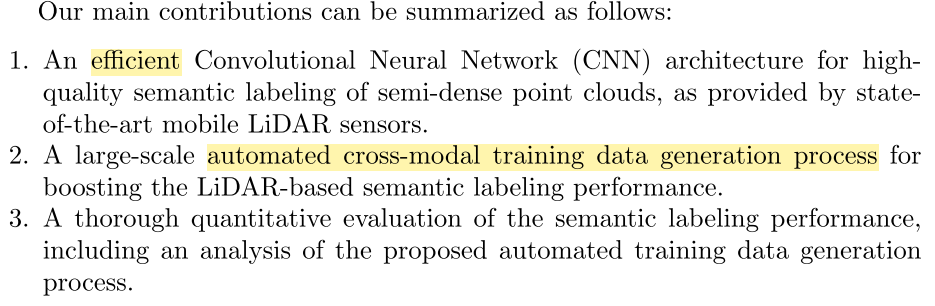 Our main contributions can be summarized as follows:
1. An efficient Convolutional Neural Network (CNN) architecture for high-
quality semantic labeling of semi-dense point clouds, as provided by state-
of-the-art mobile LiDAR sensors.
2. A large-scale automated cross-modal training data generation process for
boosting the LiDAR-based semantic labeling performance.
3. A thorough quantitative evaluation of the semantic labeling performance,
including an analysis of the proposed automated training data generation
process.